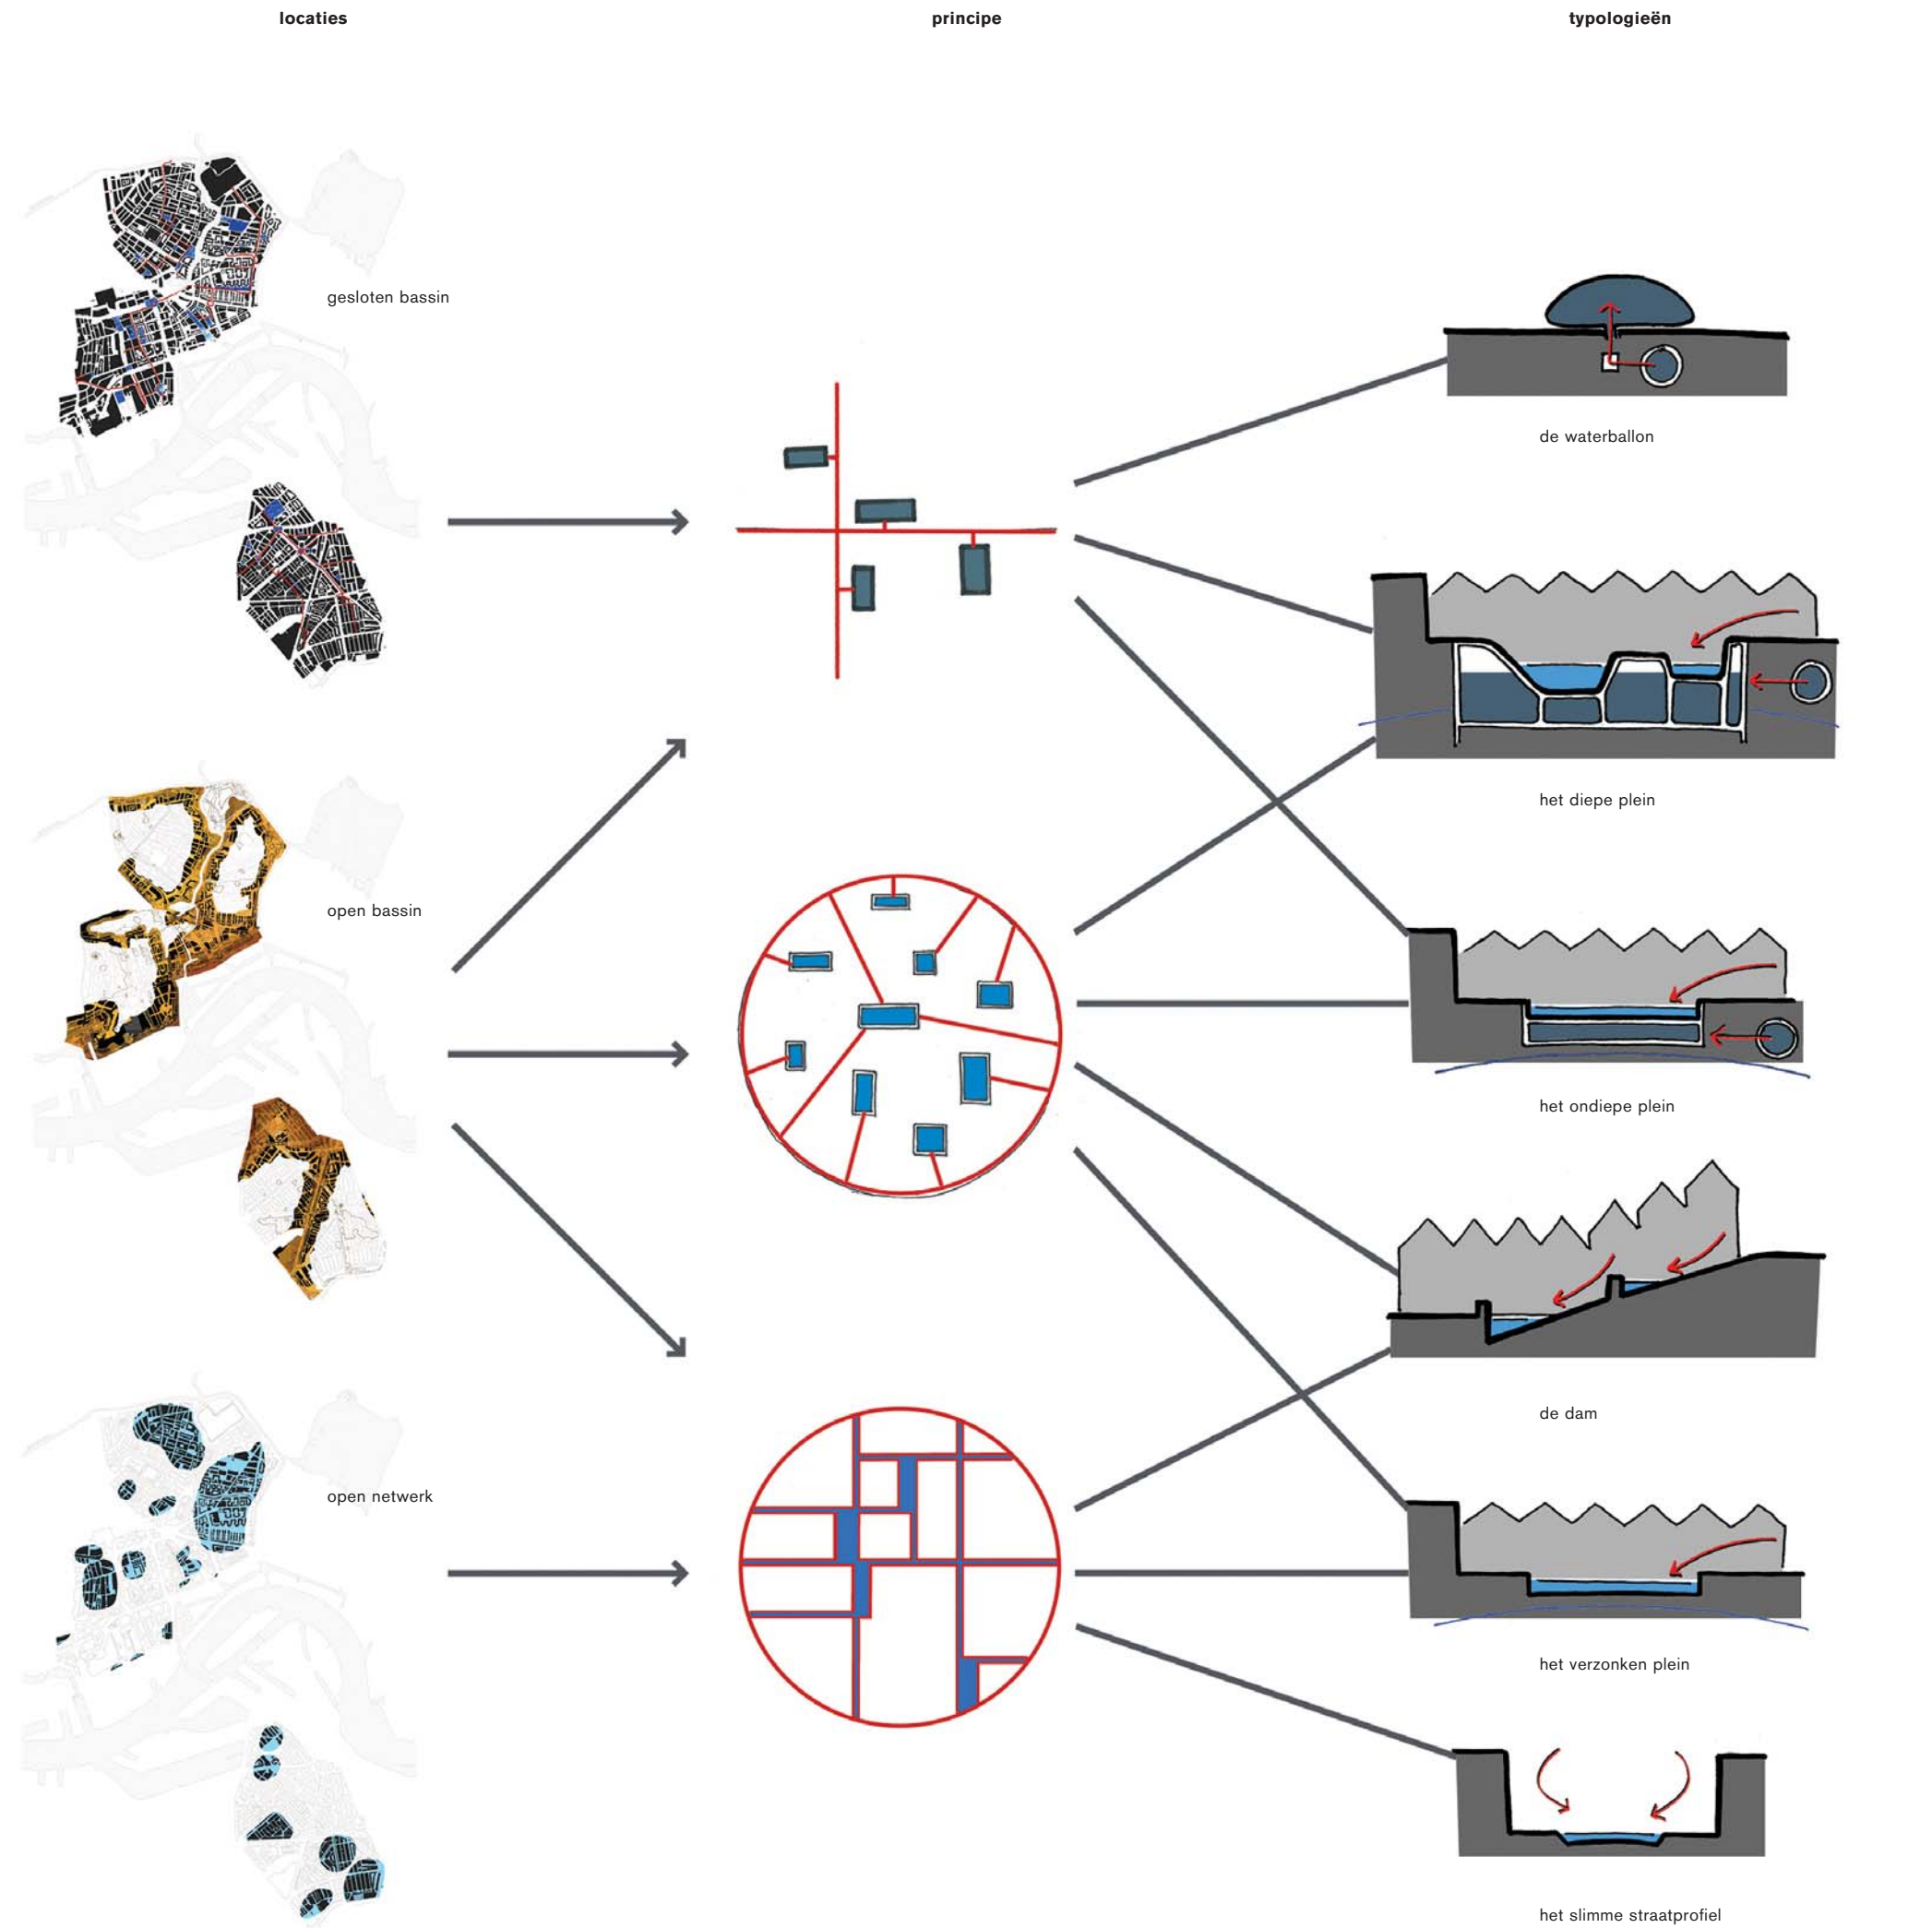 locaties
principe
typologieën
gesloten bassin
de waterballon
het diepe plein
open bassin
het ondiepe plein
de dam
open netwerk
het verzonken plein
het slimme straatprofiel